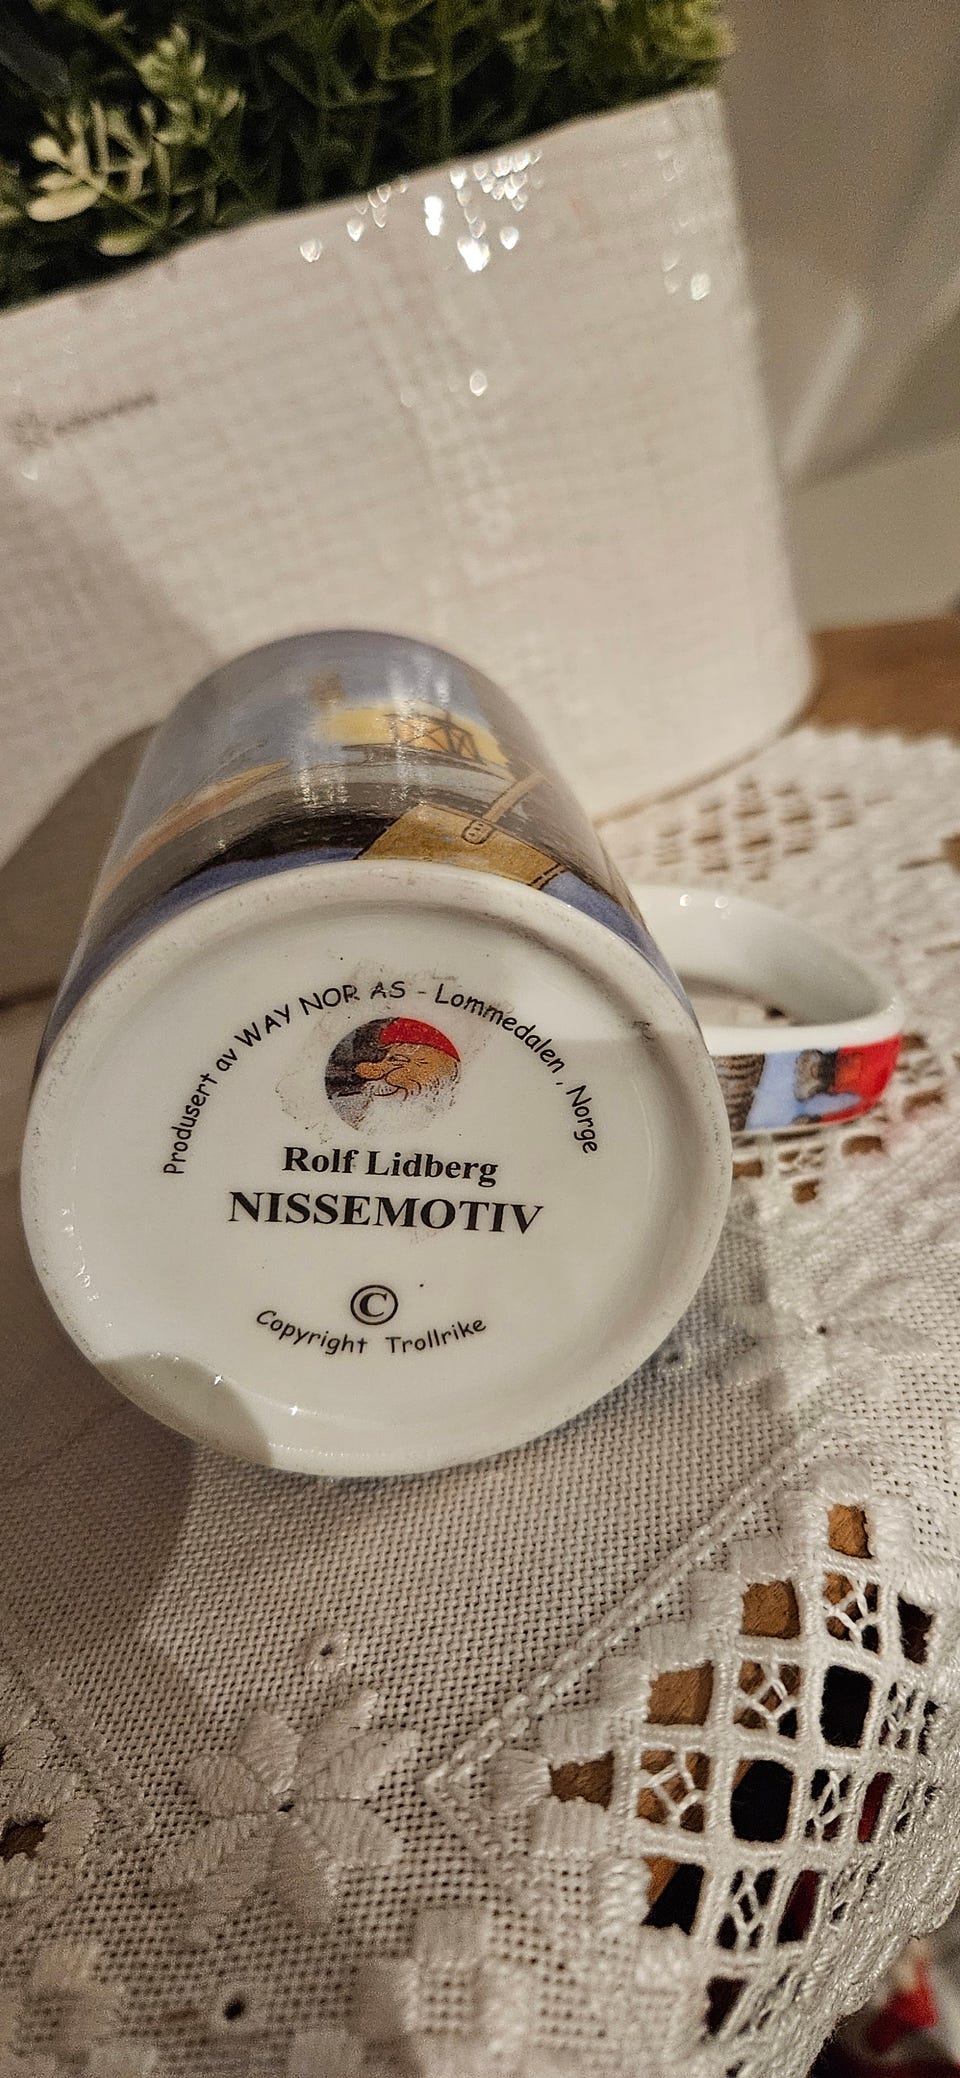 Produsert av WAY NOR AS - Lommedalen, Norge
Rolf Lidberg
NISSEMOTIV
©
Copyright Trollrike